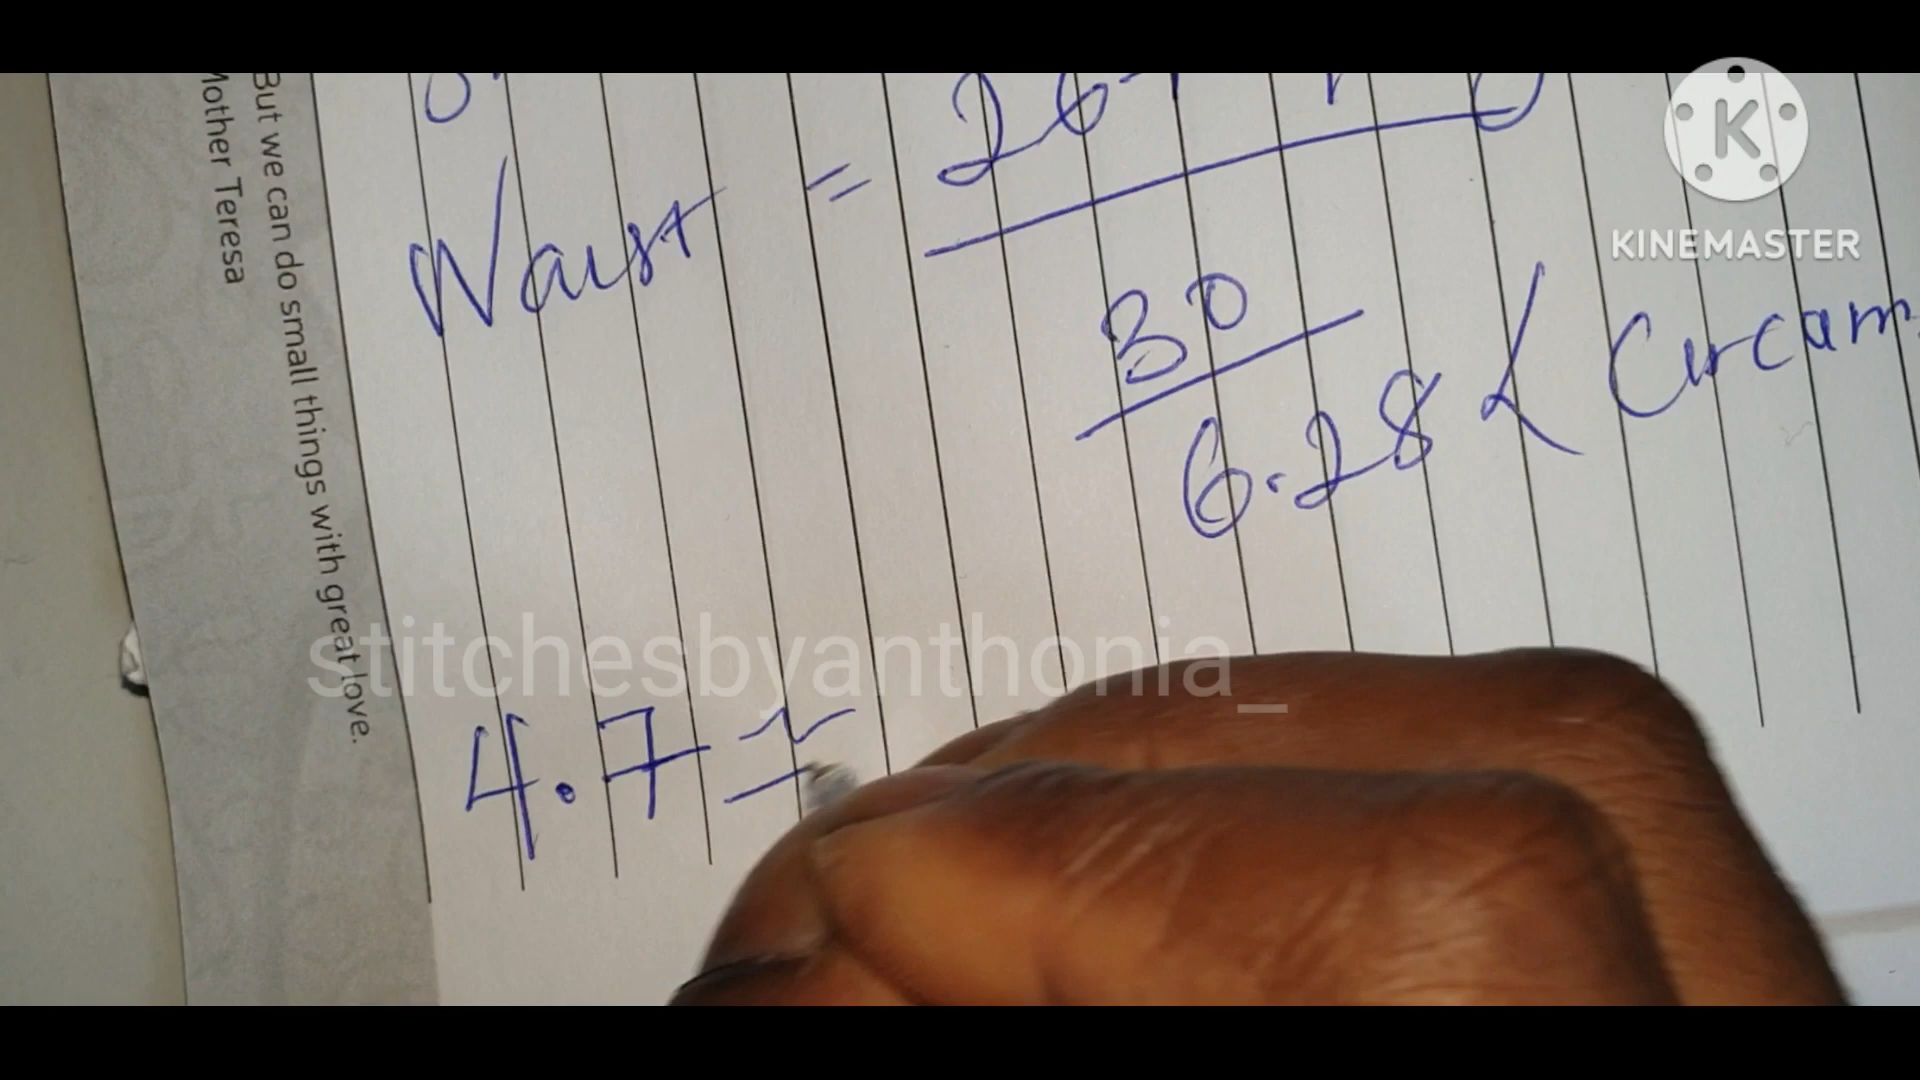 Waist =
30
6.28 < Circum
4.7 ≈
But we can do small things with great love.
Mother Teresa
stitchesbyanthonia_
KINEMASTER